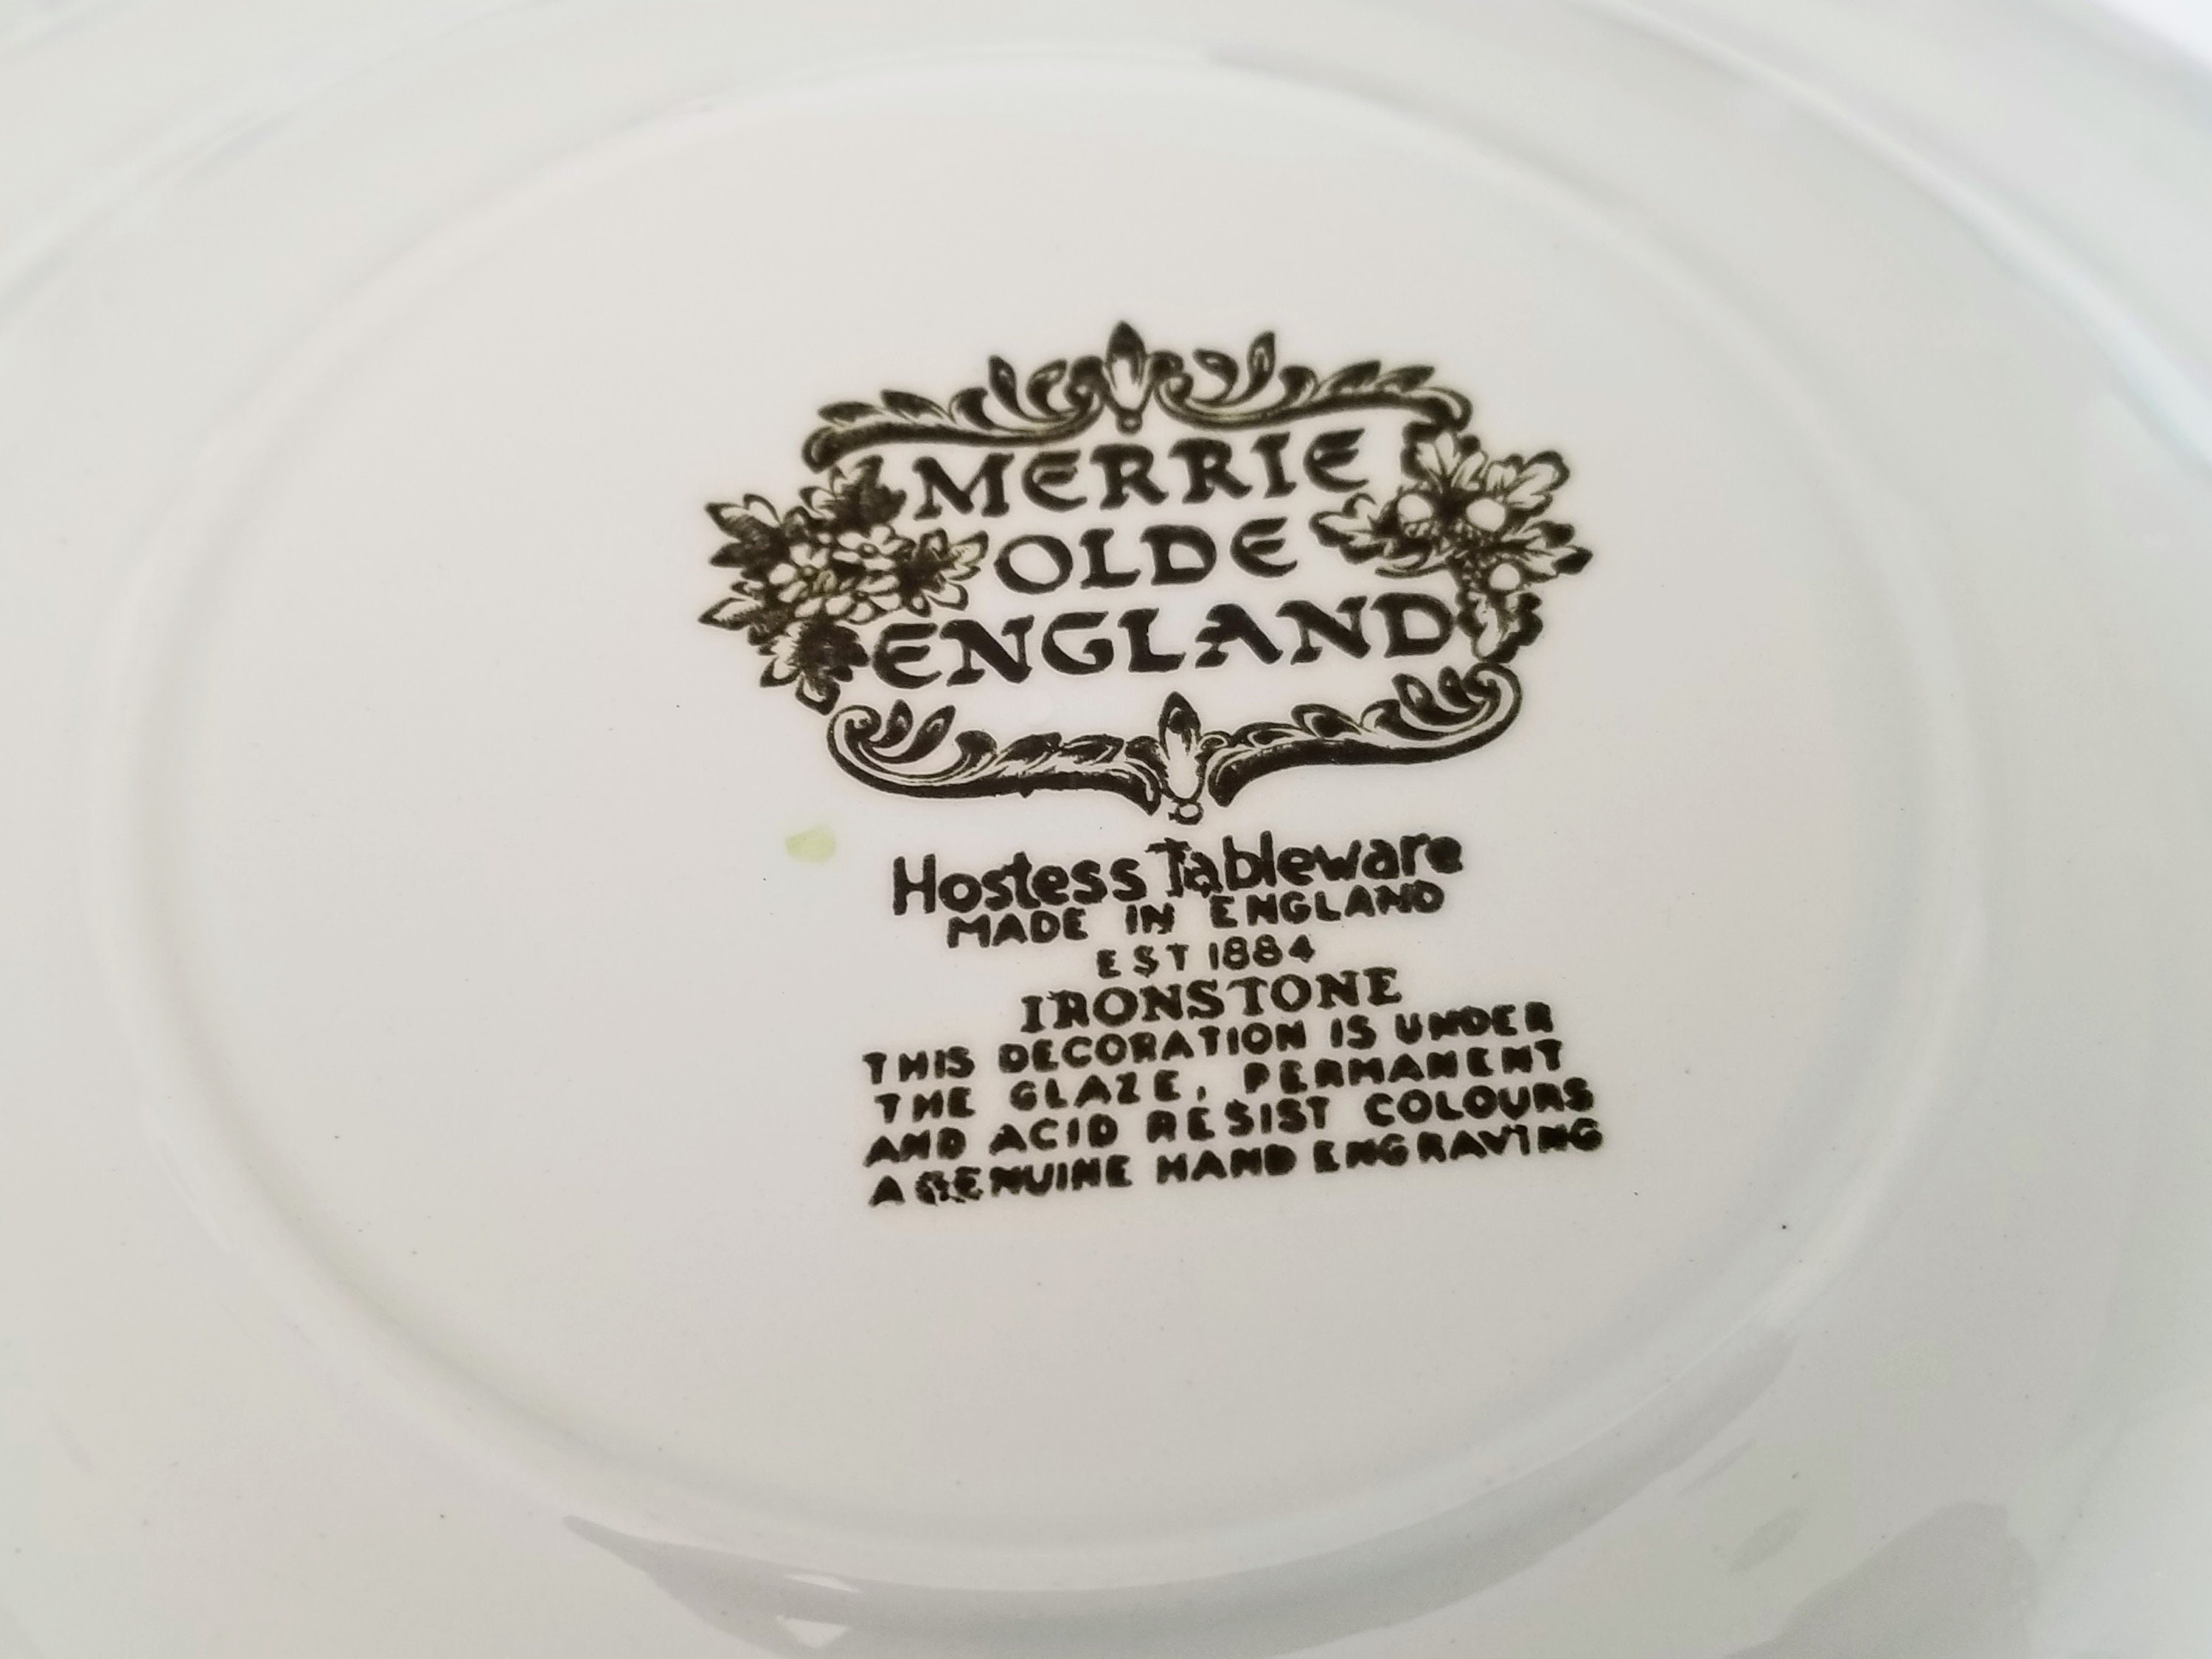 MERRIE
OLDE
ENGLAND
Hostess Tableware
MADE IN ENGLAND
EST 1884
IRONSTONE
THIS DECORATION IS UNDER
THE GLAZE, PERMANENT
AND ACID RESIST COLOURS
A GENUINE HAND ENGRAVING